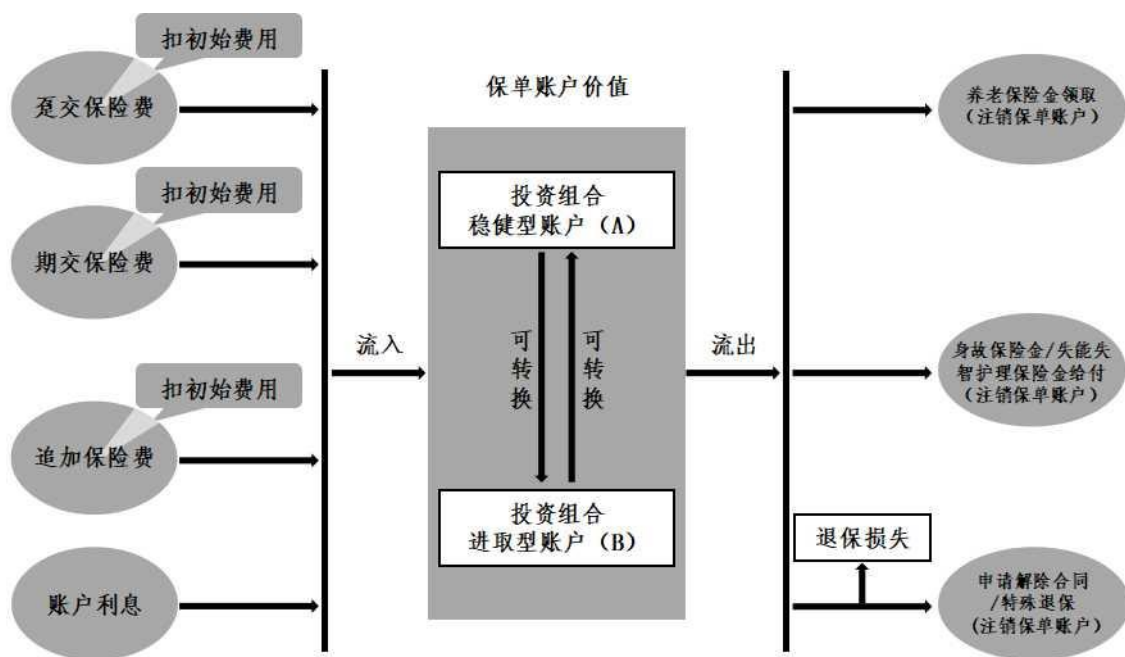 扣初始费用
趸交保险费
扣初始费用
期交保险费
扣初始费用
追加保险费
账户利息
流入
保单账户价值
投资组合
稳健型账户（A）
可转换
可转换
投资组合
进取型账户（B）
流出
养老保险金领取
（注销保单账户）
身故保险金/失能失
智护理保险金给付
（注销保单账户）
退保损失
申请解除合同
/特殊退保
(注销保单账户）